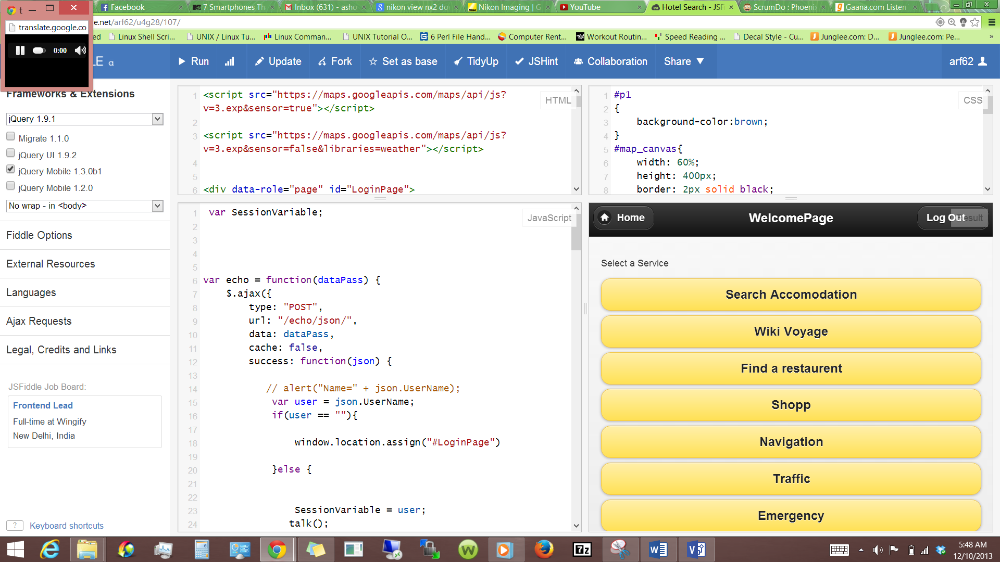 t
Facebook
7 Smartphones Th
Inbox (631) - asho
nikon view nx2 do
Nikon Imaging | G
YouTube
Hotel Search - JSFi
ScrumDo : Phoenix
Gaana.com Listen
translate.google.co
e.net/arf62/u4g28/107/
ed
Linux Shell Scri...
UNIX / Linux Tu...
Linux Comman...
UNIX Tutorial O...
6 Perl File Hand...
Computer Rent...
Workout Routin...
Speed Reading ...
Decal Style - Cu...
Junglee.com: D...
Junglee.com: Pe...
»
0:00
LE α
Run
Update
Fork
Set as base
TidyUp
JSHint
Collaboration
Share
arf62
Frameworks & Extensions
jQuery 1.9.1
Migrate 1.1.0
jQuery UI 1.9.2
jQuery Mobile 1.3.0b1
jQuery Mobile 1.2.0
No wrap - in <body>
Fiddle Options
External Resources
Languages
Ajax Requests
Legal, Credits and Links
JSFiddle Job Board:
Frontend Lead
Full-time at Wingify
New Delhi, India
? Keyboard shortcuts
HTML
1 <script src="https://maps.googleapis.com/maps/api/js?
v=3.exp&sensor=true"></script>
2
3 <script src="https://maps.googleapis.com/maps/api/js?
v=3.exp&sensor=false&libraries=weather"></script>
4
5
6 <div data-role="page" id="LoginPage">
CSS
1 #p1
2 {
3 background-color:brown;
4 }
5 #map_canvas{
6 width: 60%;
7 height: 400px;
8 border: 2px solid black;
JavaScript
1 var SessionVariable;
2
3
4
5
6 var echo = function(dataPass) {
7 $.ajax({
8 type: "POST",
9 url: "/echo/json/",
10 data: dataPass,
11 cache: false,
12 success: function(json) {
13
14 // alert("Name=" + json.UserName);
15 var user = json.UserName;
16 if(user == ""){
17
18 window.location.assign("#LoginPage")
19
20 }else {
21
22
23 SessionVariable = user;
24 talk();
Home
WelcomePage
Log Out
Result
Select a Service
Search Accomodation
Wiki Voyage
Find a restaurent
Shopp
Navigation
Traffic
Emergency
5:48 AM
12/10/2013